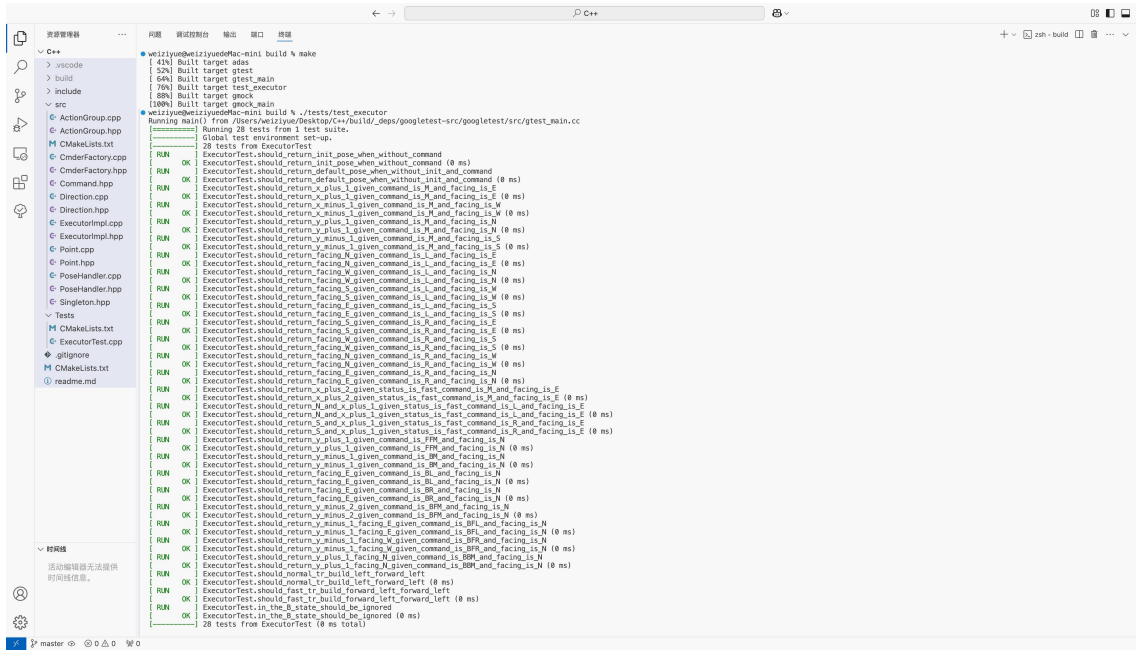 C++
资源管理器
C++
.vscode
build
include
src
ActionGroup.cpp
ActionGroup.hpp
CMakeLists.txt
CmderFactory.cpp
CmderFactory.hpp
Command.hpp
Direction.cpp
Direction.hpp
ExecutorImpl.cpp
ExecutorImpl.hpp
Point.cpp
Point.hpp
PoseHandler.cpp
PoseHandler.hpp
Singleton.hpp
Tests
CMakeLists.txt
ExecutorTest.cpp
.gitignore
CMakeLists.txt
readme.md
时间线
活动编辑器无法提供
时间线信息。
问题 调试控制台 输出 端口 终端
zsh - build
weiziyue@weiziyuedeMac-mini build % make
[ 41%] Built target adas
[ 52%] Built target gtest
[ 64%] Built target gtest_main
[ 76%] Built target test_executor
[ 88%] Built target gmock
[100%] Built target gmock_main
weiziyue@weiziyuedeMac-mini build % ./tests/test_executor
Running main() from /Users/weiziyue/Desktop/C++/build/_deps/googletest-src/googletest/src/gtest_main.cc
[==========] Running 28 tests from 1 test suite.
[----------] Global test environment set-up.
[----------] 28 tests from ExecutorTest
[ RUN      ] ExecutorTest.should_return_init_pose_when_without_command
[       OK ] ExecutorTest.should_return_init_pose_when_without_command (0 ms)
[ RUN      ] ExecutorTest.should_return_default_pose_when_without_init_and_command
[       OK ] ExecutorTest.should_return_default_pose_when_without_init_and_command (0 ms)
[ RUN      ] ExecutorTest.should_return_x_plus_1_given_command_is_M_and_facing_is_E
[       OK ] ExecutorTest.should_return_x_plus_1_given_command_is_M_and_facing_is_E (0 ms)
[ RUN      ] ExecutorTest.should_return_x_minus_1_given_command_is_M_and_facing_is_W
[       OK ] ExecutorTest.should_return_x_minus_1_given_command_is_M_and_facing_is_W (0 ms)
[ RUN      ] ExecutorTest.should_return_y_plus_1_given_command_is_M_and_facing_is_N
[       OK ] ExecutorTest.should_return_y_plus_1_given_command_is_M_and_facing_is_N (0 ms)
[ RUN      ] ExecutorTest.should_return_y_minus_1_given_command_is_M_and_facing_is_S
[       OK ] ExecutorTest.should_return_y_minus_1_given_command_is_M_and_facing_is_S (0 ms)
[ RUN      ] ExecutorTest.should_return_facing_N_given_command_is_L_and_facing_is_E
[       OK ] ExecutorTest.should_return_facing_N_given_command_is_L_and_facing_is_E (0 ms)
[ RUN      ] ExecutorTest.should_return_facing_W_given_command_is_L_and_facing_is_N
[       OK ] ExecutorTest.should_return_facing_W_given_command_is_L_and_facing_is_N (0 ms)
[ RUN      ] ExecutorTest.should_return_facing_S_given_command_is_L_and_facing_is_W
[       OK ] ExecutorTest.should_return_facing_S_given_command_is_L_and_facing_is_W (0 ms)
[ RUN      ] ExecutorTest.should_return_facing_E_given_command_is_L_and_facing_is_S
[       OK ] ExecutorTest.should_return_facing_E_given_command_is_L_and_facing_is_S (0 ms)
[ RUN      ] ExecutorTest.should_return_facing_S_given_command_is_R_and_facing_is_E
[       OK ] ExecutorTest.should_return_facing_S_given_command_is_R_and_facing_is_E (0 ms)
[ RUN      ] ExecutorTest.should_return_facing_W_given_command_is_R_and_facing_is_S
[       OK ] ExecutorTest.should_return_facing_W_given_command_is_R_and_facing_is_S (0 ms)
[ RUN      ] ExecutorTest.should_return_facing_N_given_command_is_R_and_facing_is_W
[       OK ] ExecutorTest.should_return_facing_N_given_command_is_R_and_facing_is_W (0 ms)
[ RUN      ] ExecutorTest.should_return_facing_E_given_command_is_R_and_facing_is_N
[       OK ] ExecutorTest.should_return_facing_E_given_command_is_R_and_facing_is_N (0 ms)
[ RUN      ] ExecutorTest.should_return_x_plus_2_given_status_is_fast_command_is_M_and_facing_is_E
[       OK ] ExecutorTest.should_return_x_plus_2_given_status_is_fast_command_is_M_and_facing_is_E (0 ms)
[ RUN      ] ExecutorTest.should_return_N_and_x_plus_1_given_status_is_fast_command_is_L_and_facing_is_E
[       OK ] ExecutorTest.should_return_N_and_x_plus_1_given_status_is_fast_command_is_L_and_facing_is_E (0 ms)
[ RUN      ] ExecutorTest.should_return_S_and_x_plus_1_given_status_is_fast_command_is_R_and_facing_is_E
[       OK ] ExecutorTest.should_return_S_and_x_plus_1_given_status_is_fast_command_is_R_and_facing_is_E (0 ms)
[ RUN      ] ExecutorTest.should_return_y_plus_1_given_command_is_FFM_and_facing_is_N
[       OK ] ExecutorTest.should_return_y_plus_1_given_command_is_FFM_and_facing_is_N (0 ms)
[ RUN      ] ExecutorTest.should_return_y_minus_1_given_command_is_BM_and_facing_is_N
[       OK ] ExecutorTest.should_return_y_minus_1_given_command_is_BM_and_facing_is_N (0 ms)
[ RUN      ] ExecutorTest.should_return_facing_E_given_command_is_BL_and_facing_is_N
[       OK ] ExecutorTest.should_return_facing_E_given_command_is_BL_and_facing_is_N (0 ms)
[ RUN      ] ExecutorTest.should_return_facing_E_given_command_is_BR_and_facing_is_N
[       OK ] ExecutorTest.should_return_facing_E_given_command_is_BR_and_facing_is_N (0 ms)
[ RUN      ] ExecutorTest.should_return_y_minus_2_given_command_is_BFM_and_facing_is_N
[       OK ] ExecutorTest.should_return_y_minus_2_given_command_is_BFM_and_facing_is_N (0 ms)
[ RUN      ] ExecutorTest.should_return_y_minus_1_facing_E_given_command_is_BFL_and_facing_is_N
[       OK ] ExecutorTest.should_return_y_minus_1_facing_E_given_command_is_BFL_and_facing_is_N (0 ms)
[ RUN      ] ExecutorTest.should_return_y_minus_1_facing_W_given_command_is_BFR_and_facing_is_N
[       OK ] ExecutorTest.should_return_y_minus_1_facing_W_given_command_is_BFR_and_facing_is_N (0 ms)
[ RUN      ] ExecutorTest.should_return_y_plus_1_facing_N_given_command_is_BBM_and_facing_is_N
[       OK ] ExecutorTest.should_return_y_plus_1_facing_N_given_command_is_BBM_and_facing_is_N (0 ms)
[ RUN      ] ExecutorTest.should_normal_tr_build_left_forward_left
[       OK ] ExecutorTest.should_normal_tr_build_left_forward_left (0 ms)
[ RUN      ] ExecutorTest.should_fast_tr_build_forward_left_forward_left
[       OK ] ExecutorTest.should_fast_tr_build_forward_left_forward_left (0 ms)
[ RUN      ] ExecutorTest.in_the_B_state_should_be_ignored
[       OK ] ExecutorTest.in_the_B_state_should_be_ignored (0 ms)
[----------] 28 tests from ExecutorTest (0 ms total)
master 0 0 0